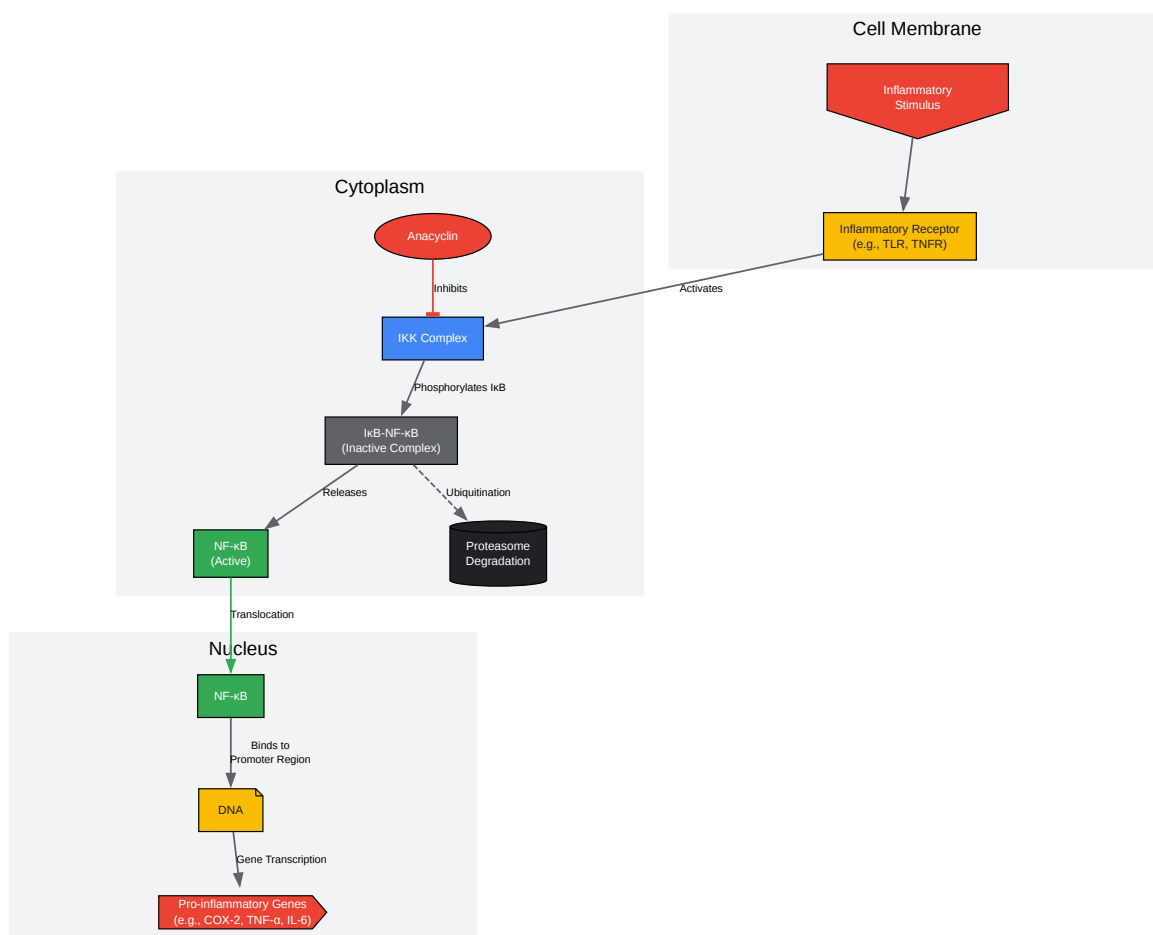 Cell Membrane
Inflammatory
Stimulus
Inflammatory Receptor
(e.g., TLR, TNFR)
Activates
Cytoplasm
Anacyclin
Inhibits
IKK Complex
Phosphorylates IκB
IκB-NF-κB
(Inactive Complex)
Releases
Ubiquitination
NF-κB
(Active)
Proteasome
Degradation
Translocation
Nucleus
NF-κB
Binds to
Promoter Region
DNA
Gene Transcription
Pro-inflammatory Genes
(e.g., COX-2, TNF-α, IL-6)